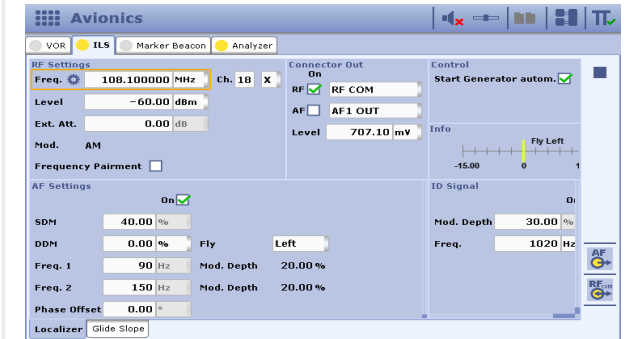 Avionics
VOR ILS Marker Beacon Analyzer
RF Settings
Freq. 108.100000 MHz Ch. 18 X
Level -60.00 dBm
Ext. Att. 0.00 dB
Mod. AM
Frequency Pairment
Connector Out
On
RF RF COM
AF AF1 OUT
Level 707.10 mV
Control
Start Generator autom.
Info
Fly Left
-15.00 0 1
AF Settings
On
SDM 40.00 %
DDM 0.00 % Fly Left
Freq. 1 90 Hz Mod. Depth 20.00 %
Freq. 2 150 Hz Mod. Depth 20.00 %
Phase Offset 0.00 °
ID Signal
Mod. Depth 30.00 %
Freq. 1020 Hz
AF
RF COM
Localizer Glide Slope